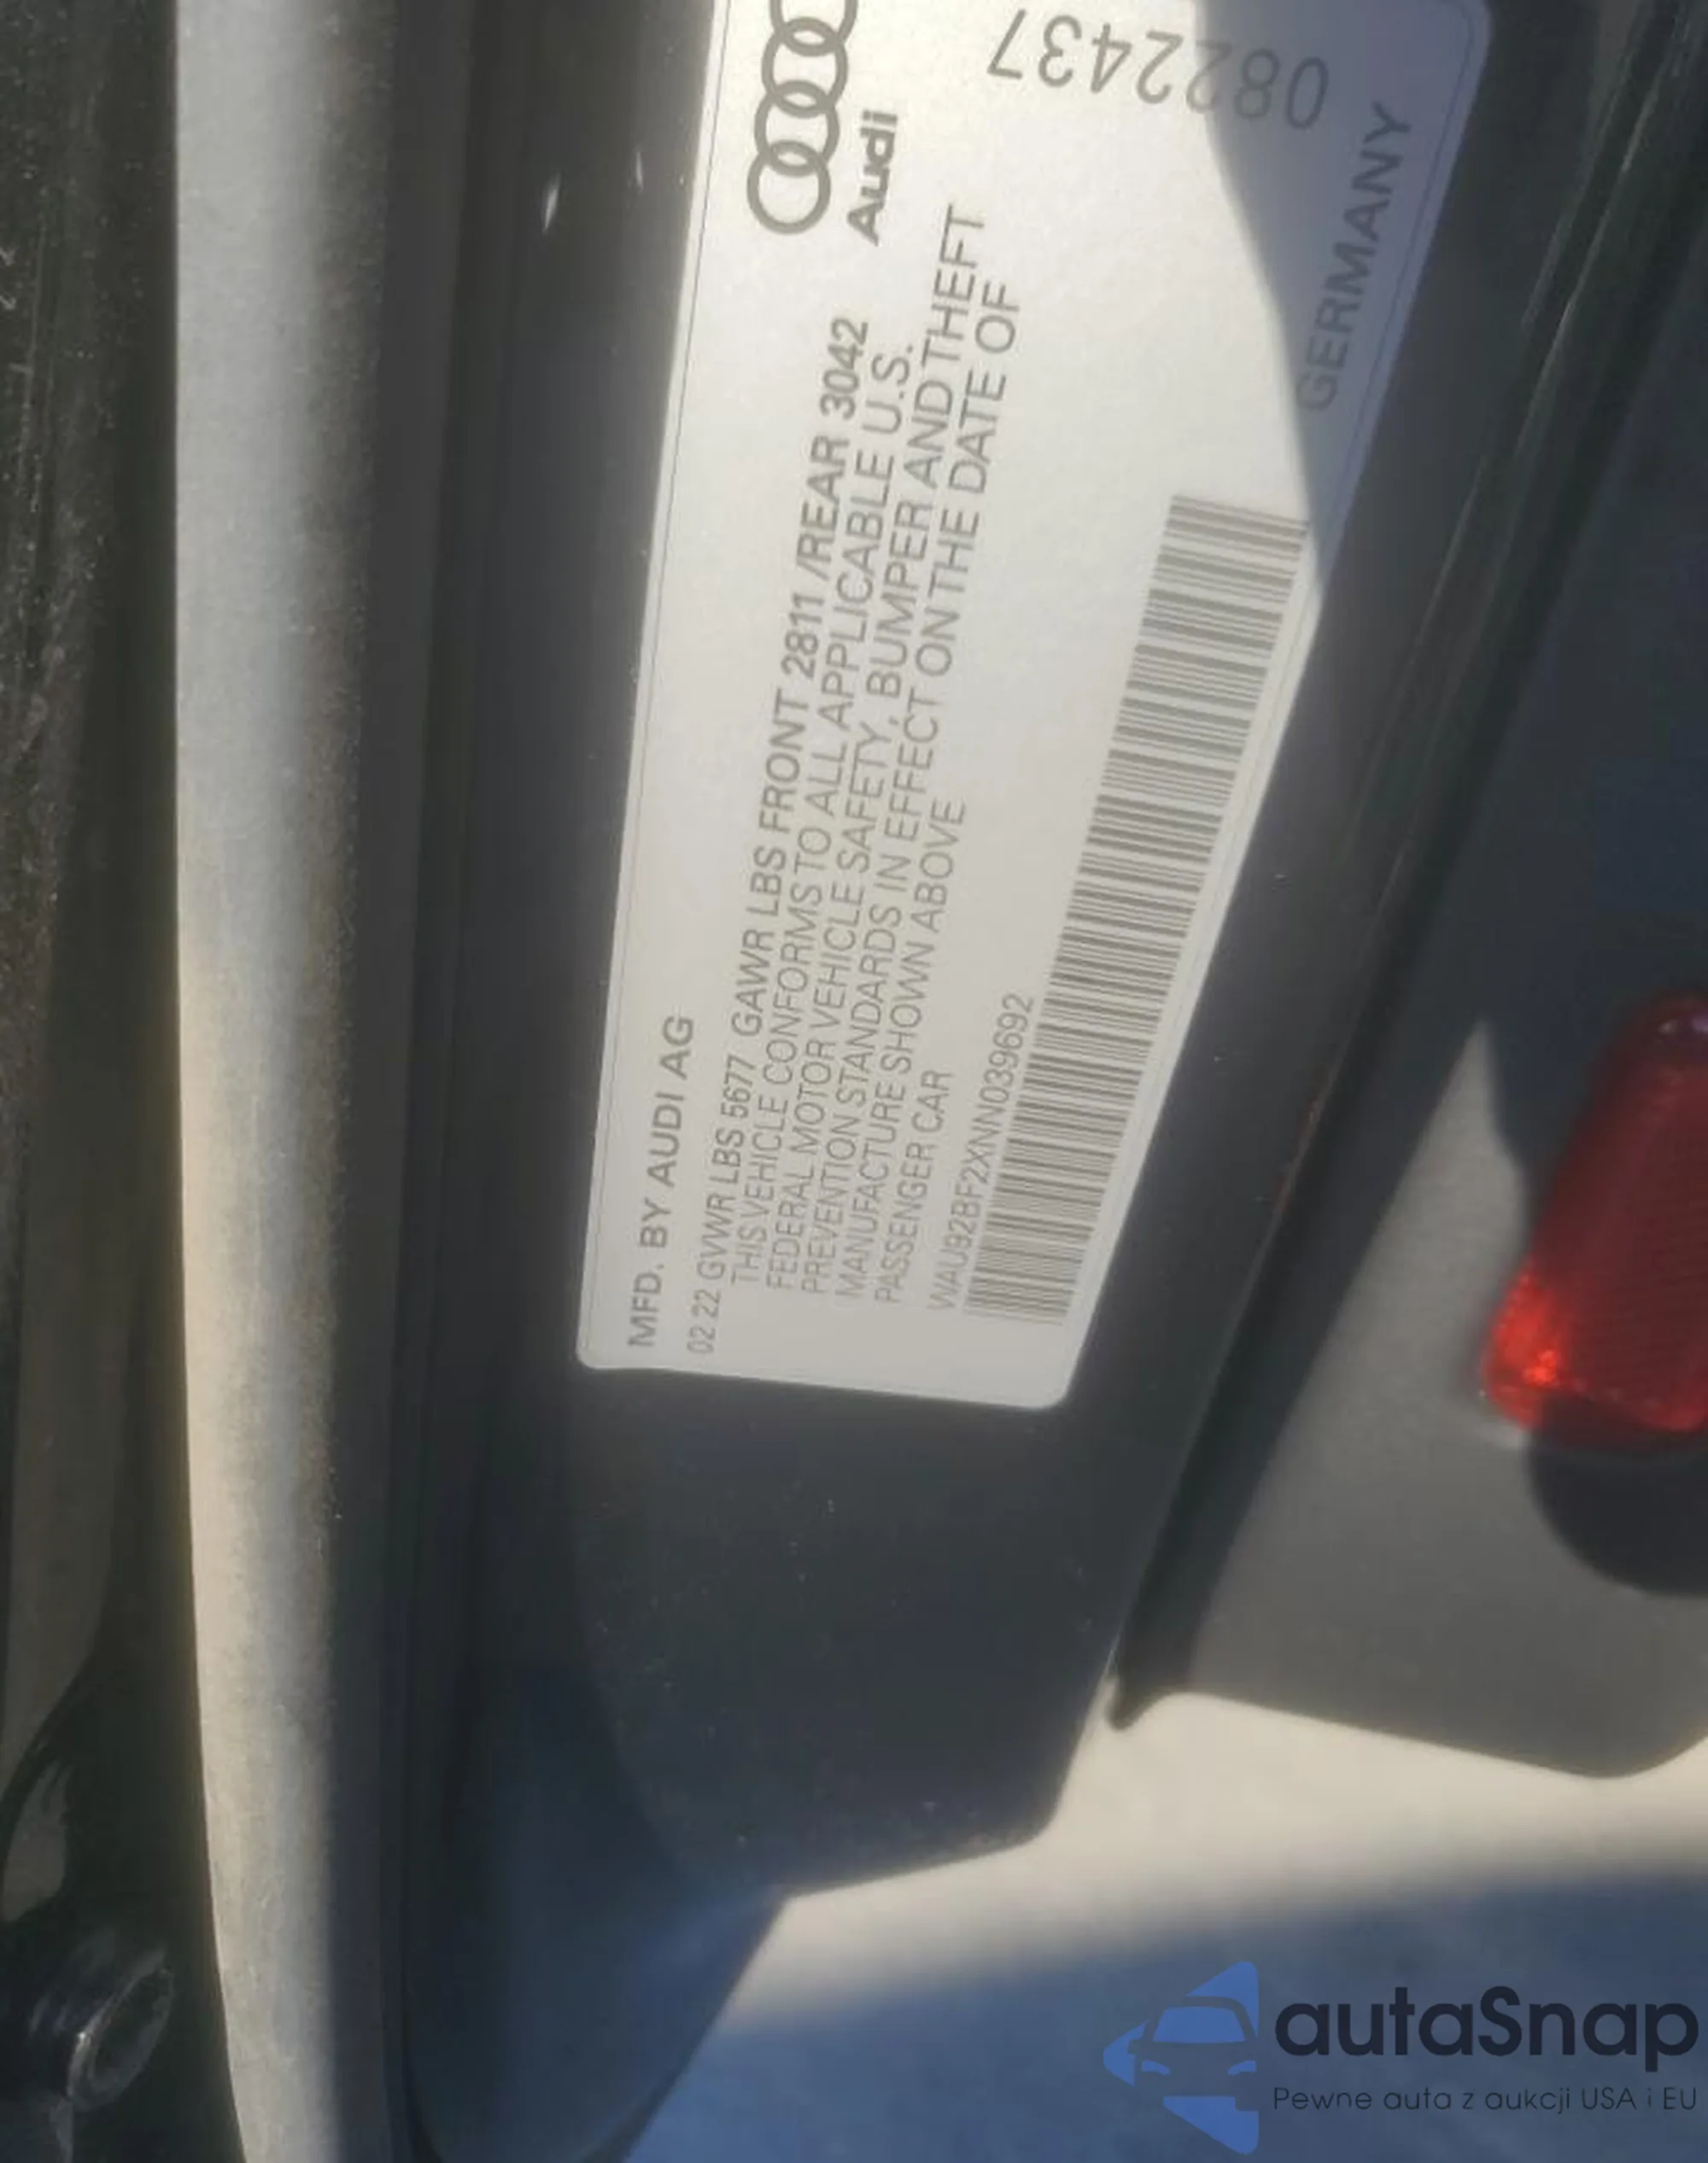 MFD. BY AUDI AG
02 22 GVWR LBS 5677 GAWR LBS FRONT 2811 /REAR 3042
THIS VEHICLE CONFORMS TO ALL APPLICABLE U.S.
FEDERAL MOTOR VEHICLE SAFETY, BUMPER AND THEFT
PREVENTION STANDARDS IN EFFECT ON THE DATE OF
MANUFACTURE SHOWN ABOVE
PASSENGER CAR
WAU92BF2XNN039692
Audi
0822437
GERMANY
autaSnap
Pewne auta z aukcji USA i EU